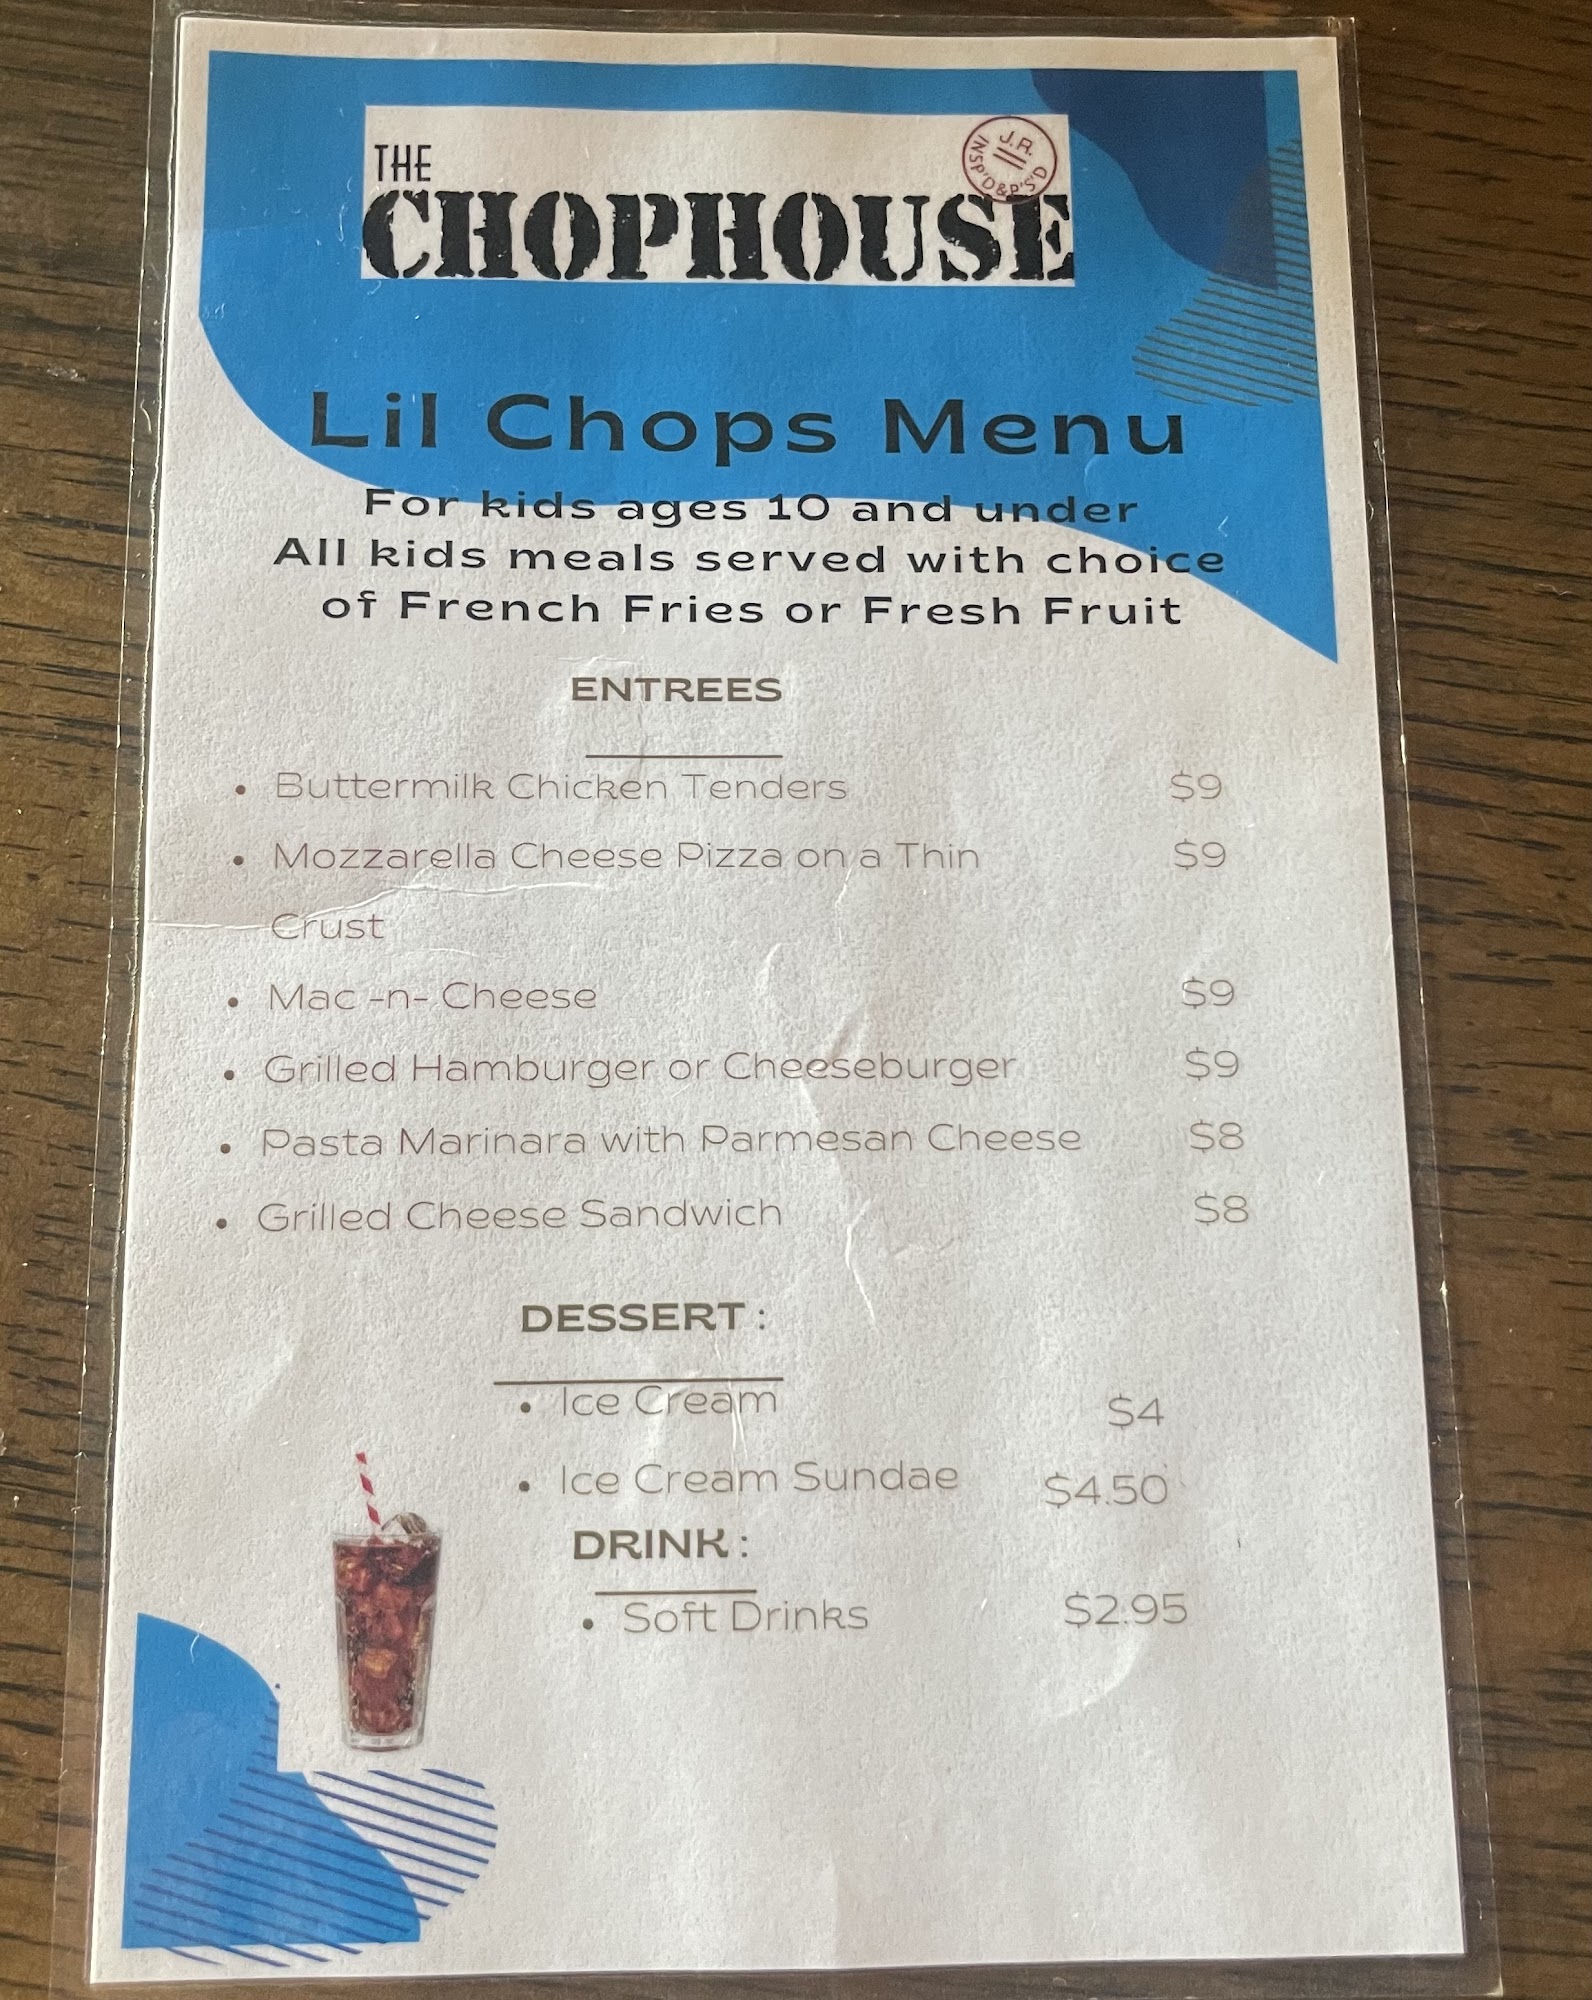 THE
J.R.
INSP'D&P'S'D
CHOPHOUSE
Lil Chops Menu
For kids ages 10 and under
All kids meals served with choice
of French Fries or Fresh Fruit
ENTREES
• Buttermilk Chicken Tenders $9
• Mozzarella Cheese Pizza on a Thin $9
Crust
• Mac -n- Cheese $9
• Grilled Hamburger or Cheeseburger $9
• Pasta Marinara with Parmesan Cheese $8
• Grilled Cheese Sandwich $8
DESSERT :
• Ice Cream $4
• Ice Cream Sundae $4.50
DRINK :
• Soft Drinks $2.95